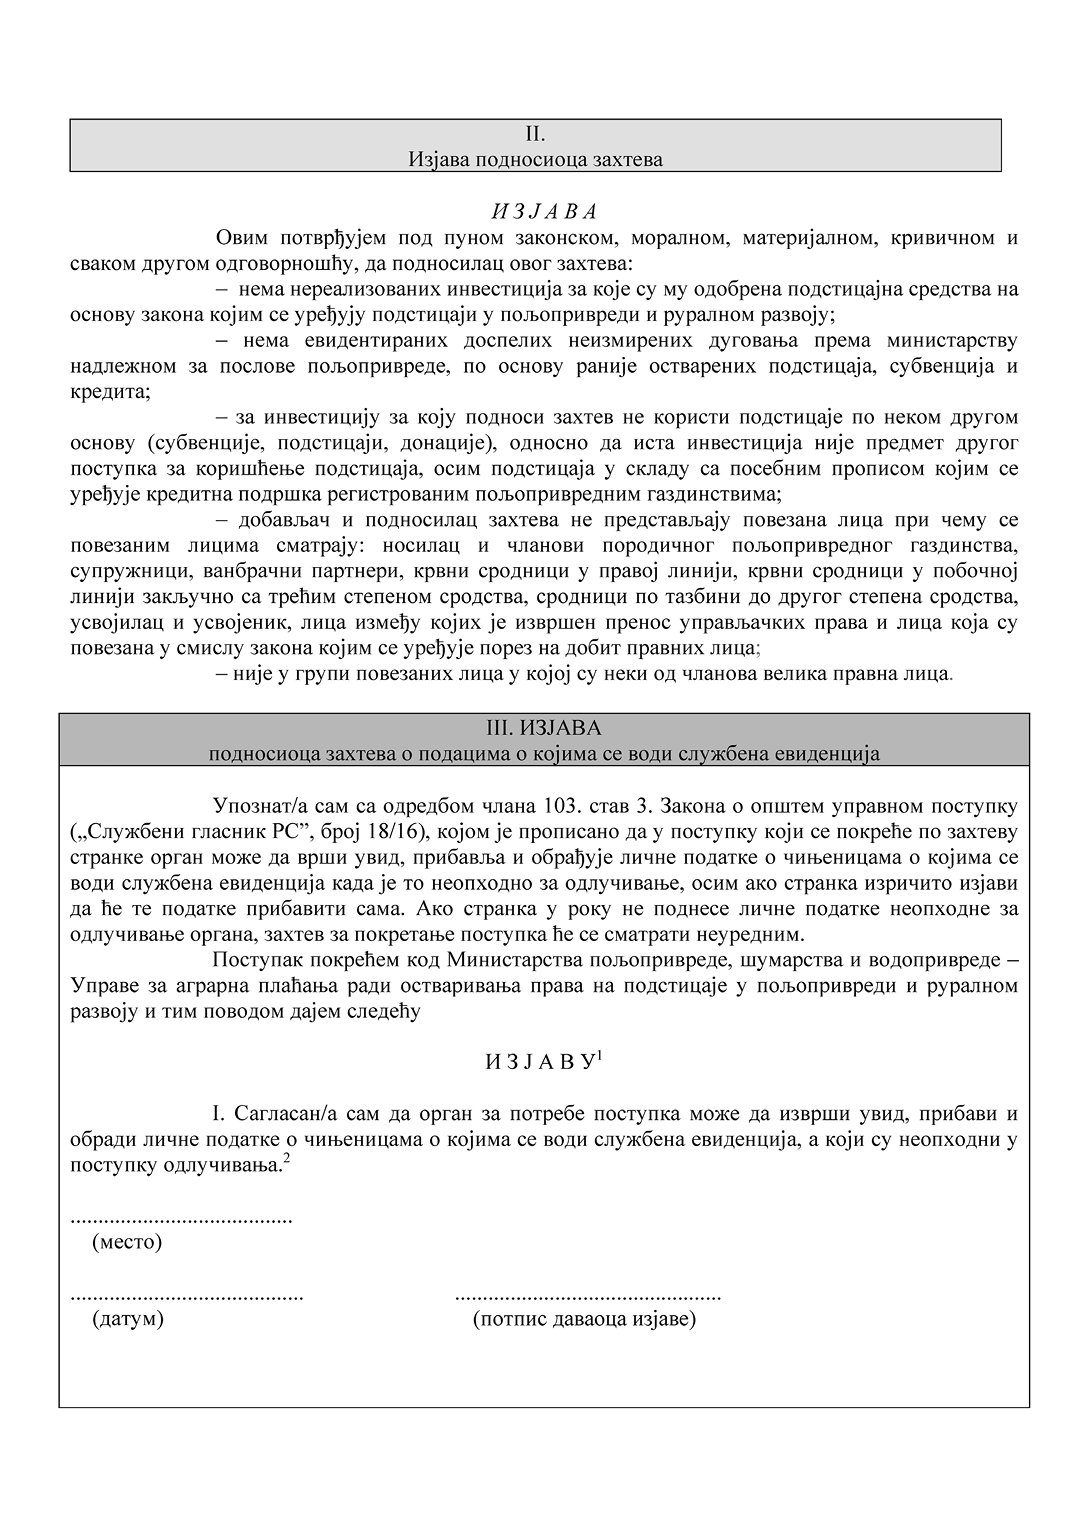 II.
Изјава подносиоца захтева
И З Ј А В А
Овим потврђујем под пуном законском, моралном, материјалном, кривичном и
сваком другом одговорношћу, да подносилац овог захтева:
– нема нереализованих инвестиција за које су му одобрена подстицајна средства на
основу закона којим се уређују подстицаји у пољопривреди и руралном развоју;
– нема евидентираних доспелих неизмирених дуговања према министарству
надлежном за послове пољопривреде, по основу раније остварених подстицаја, субвенција и
кредита;
– за инвестицију за коју подноси захтев не користи подстицаје по неком другом
основу (субвенције, подстицаји, донације), односно да иста инвестиција није предмет другог
поступка за коришћење подстицаја, осим подстицаја у складу са посебним прописом којим се
уређује кредитна подршка регистрованим пољопривредним газдинствима;
– добављач и подносилац захтева не представљају повезана лица при чему се
повезаним лицима сматрају: носилац и чланови породичног пољопривредног газдинства,
супружници, ванбрачни партнери, крвни сродници у правој линији, крвни сродници у побочној
линији закључно са трећим степеном сродства, сродници по тазбини до другог степена сродства,
усвојилац и усвојеник, лица између којих је извршен пренос управљачких права и лица која су
повезана у смислу закона којим се уређује порез на добит правних лица;
– није у групи повезаних лица у којој су неки од чланова велика правна лица.
III. ИЗЈАВА
подносиоца захтева о подацима о којима се води службена евиденција
Упознат/а сам са одредбом члана 103. став 3. Закона о општем управном поступку
(„Службени гласник РС”, број 18/16), којом је прописано да у поступку који се покреће по захтеву
странке орган може да врши увид, прибавља и обрађује личне податке о чињеницама о којима се
води службена евиденција када је то неопходно за одлучивање, осим ако странка изричито изјави
да ће те податке прибавити сама. Ако странка у року не поднесе личне податке неопходне за
одлучивање органа, захтев за покретање поступка ће се сматрати неуредним.
Поступак покрећем код Министарства пољопривреде, шумарства и водопривреде –
Управе за аграрна плаћања ради остваривања права на подстицаје у пољопривреди и руралном
развоју и тим поводом дајем следећу
И З Ј А В У1
I. Сагласан/а сам да орган за потребе поступка може да изврши увид, прибави и
обради личне податке о чињеницама о којима се води службена евиденција, а који су неопходни у
поступку одлучивања.2
........................................
(место)
.......................................... ................................................
(датум) (потпис даваоца изјаве)